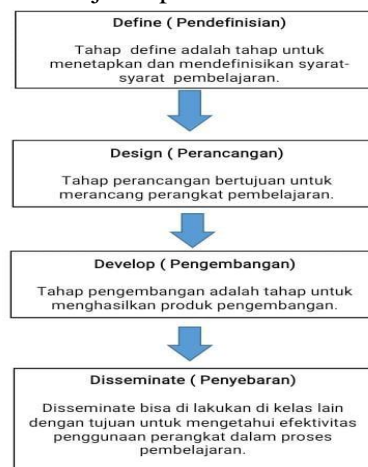 Define ( Pendefinisian)
Tahap define adalah tahap untuk
menetapkan dan mendefinisikan syarat-
syarat pembelajaran.
Design ( Perancangan)
Tahap perancangan bertujuan untuk
merancang perangkat pembelajaran.
Develop ( Pengembangan)
Tahap pengembangan adalah tahap untuk
menghasilkan produk pengembangan.
Disseminate ( Penyebaran)
Disseminate bisa di lakukan di kelas lain
dengan tujuan untuk mengetahui efektivitas
penggunaan perangkat dalam proses
pembelajaran.